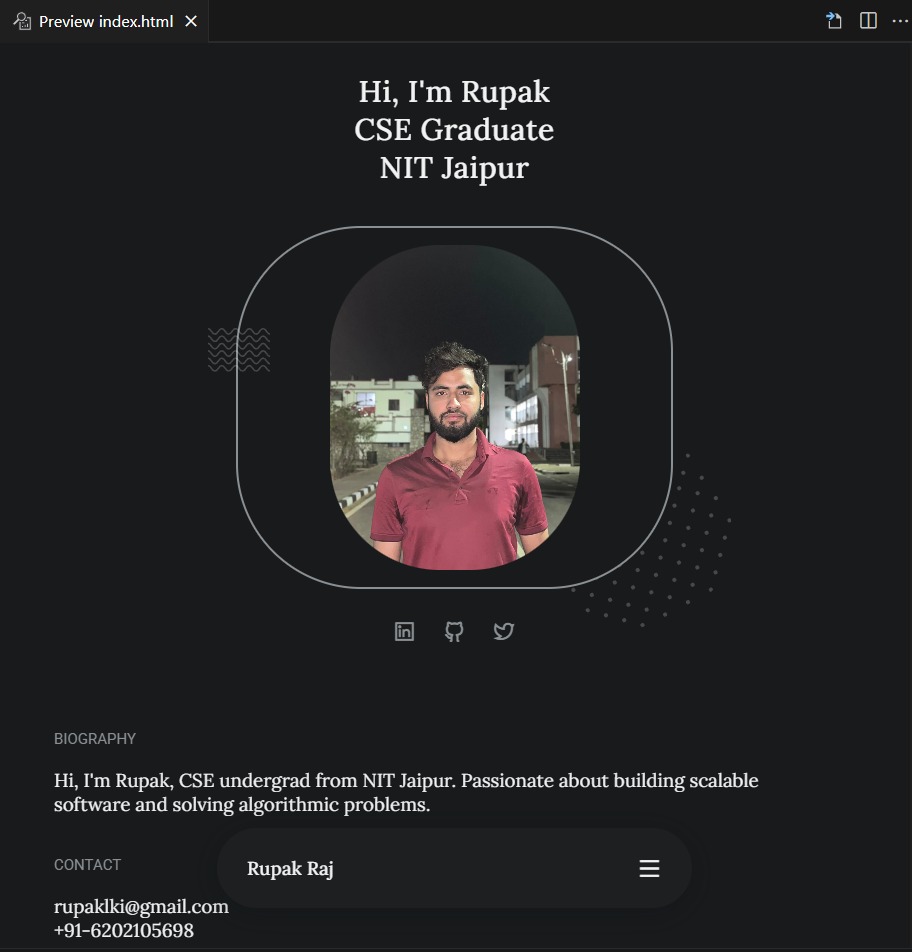 Preview index.html
Hi, I'm Rupak
CSE Graduate
NIT Jaipur
in
BIOGRAPHY
Hi, I'm Rupak, CSE undergrad from NIT Jaipur. Passionate about building scalable
software and solving algorithmic problems.
CONTACT
Rupak Raj
rupaklki@gmail.com
+91-6202105698